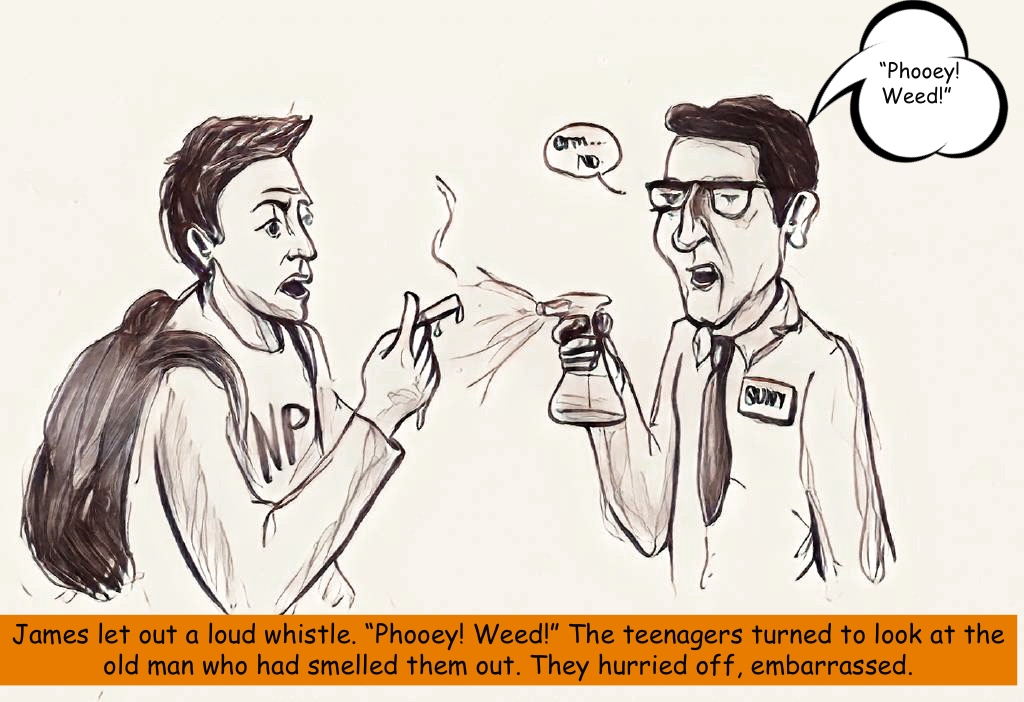 “Phooey!
Weed!”
um...
NO.
NP
SUNY
James let out a loud whistle. “Phooey! Weed!” The teenagers turned to look at the
old man who had smelled them out. They hurried off, embarrassed.